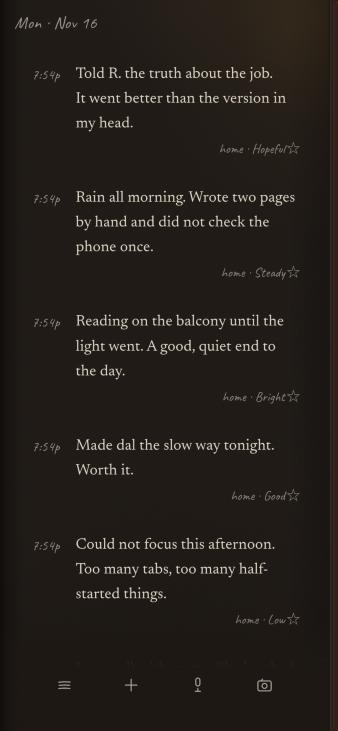 Mon · Nov 16
7:54p Told R. the truth about the job.
It went better than the version in
my head.
home · Hopeful☆
7:54p Rain all morning. Wrote two pages
by hand and did not check the
phone once.
home · Steady☆
7:54p Reading on the balcony until the
light went. A good, quiet end to
the day.
home · Bright☆
7:54p Made dal the slow way tonight.
Worth it.
home · Good☆
7:54p Could not focus this afternoon.
Too many tabs, too many half-
started things.
home · Low☆